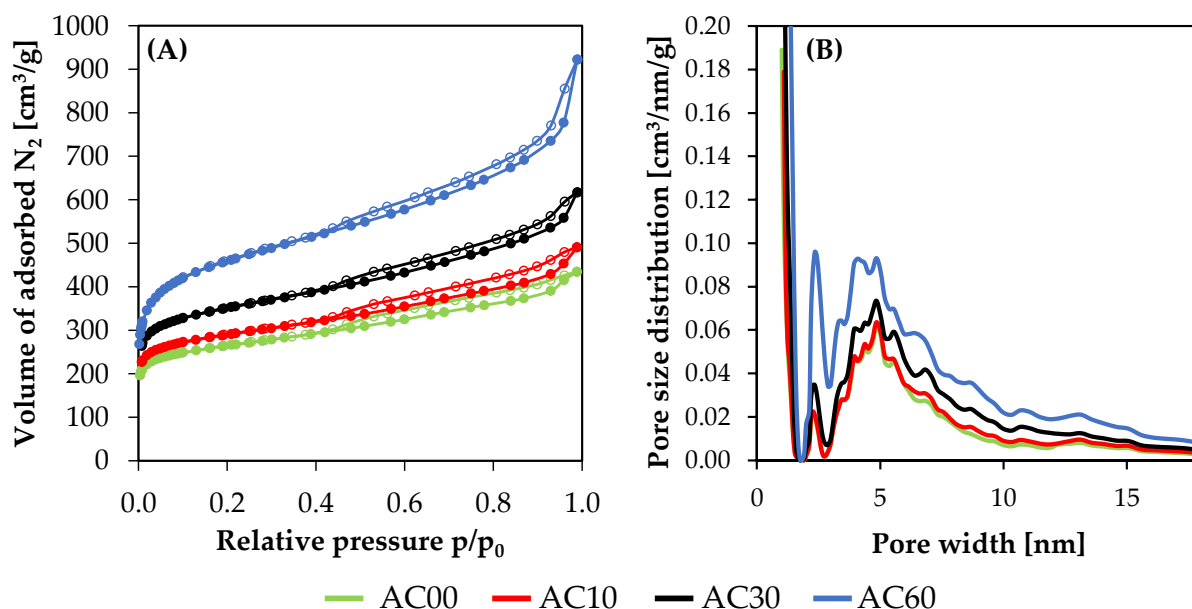 (A)
Volume of adsorbed N₂ [cm³/g]
1000
900
800
700
600
500
400
300
200
100
0
0.0 0.2 0.4 0.6 0.8 1.0
Relative pressure p/p₀
(B)
Pore size distribution [cm³/nm/g]
0.20
0.18
0.16
0.14
0.12
0.10
0.08
0.06
0.04
0.02
0.00
0 5 10 15
Pore width [nm]
AC00 AC10 AC30 AC60